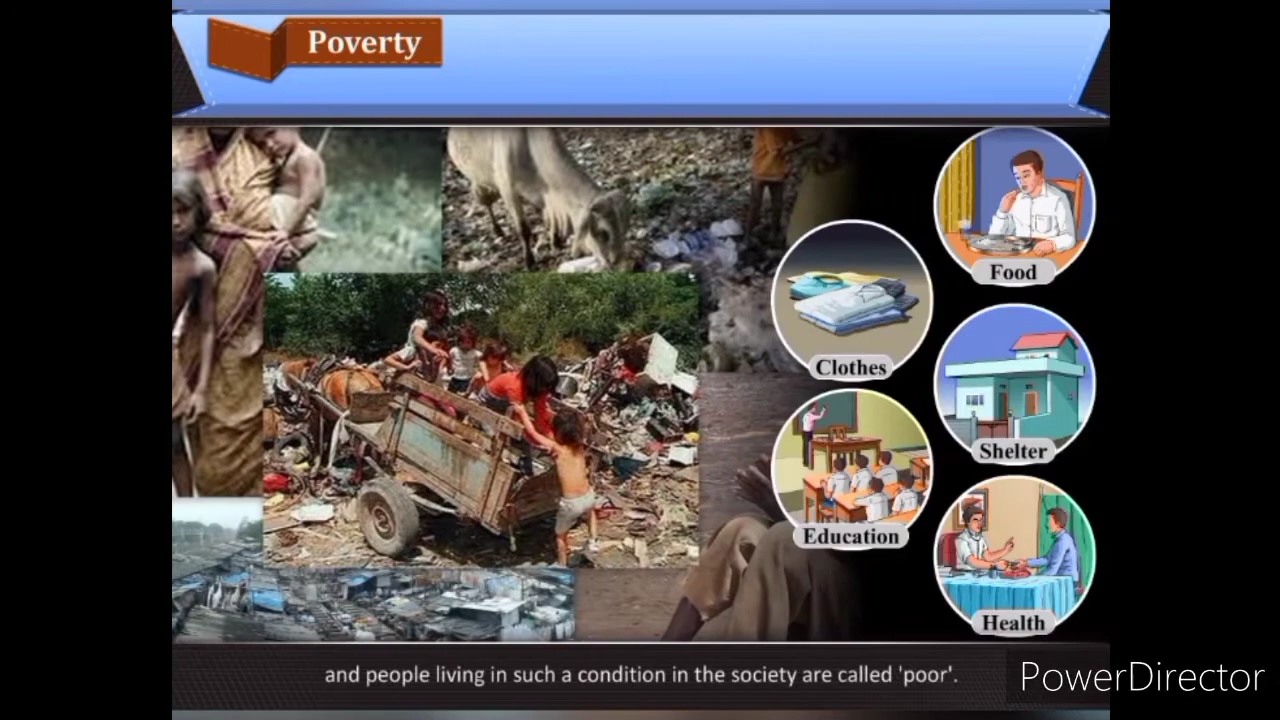 Poverty
Food
Clothes
Shelter
Education
Health
and people living in such a condition in the society are called 'poor'.
PowerDirector